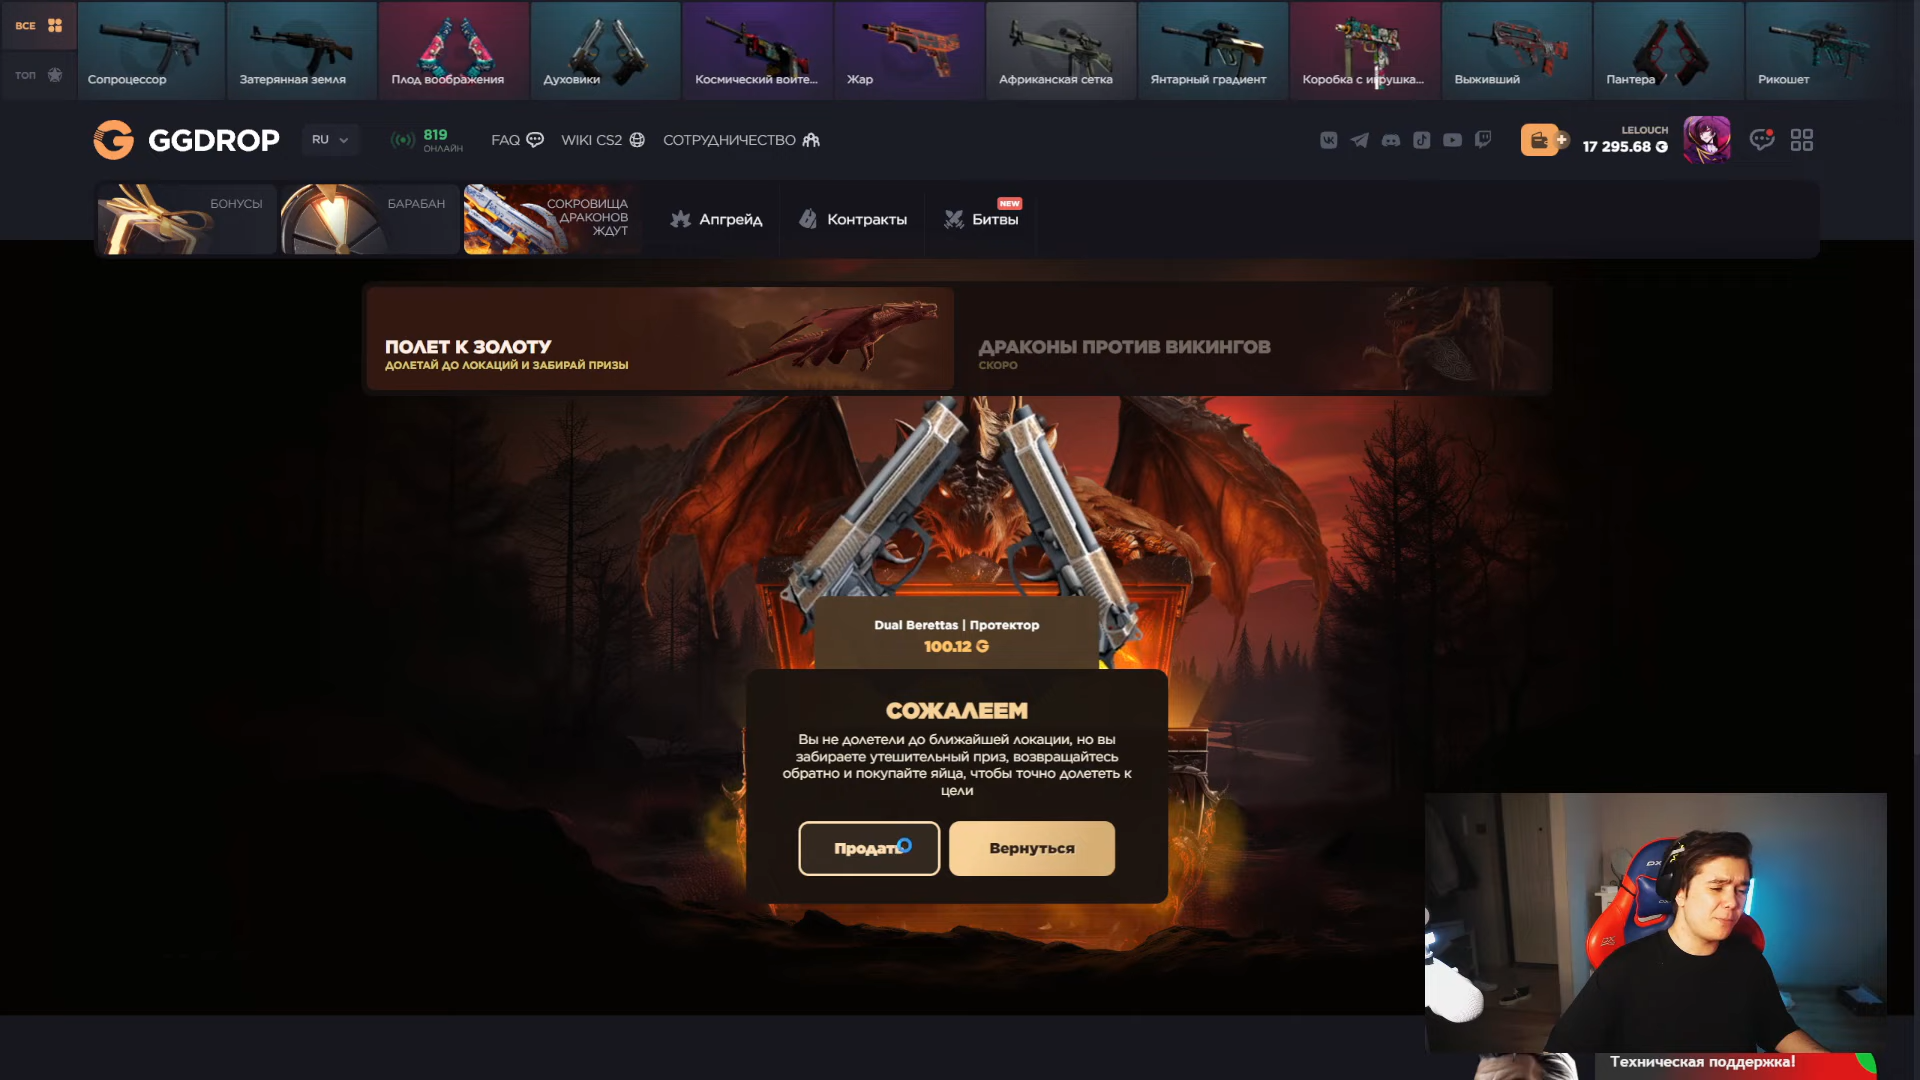 ВСЕ
ТОП
Сопроцессор
Затерянная земля
Плод воображения
Духовики
Космический воите...
Жар
Африканская сетка
Янтарный градиент
Коробка с игрушка...
Выживший
Пантера
Рикошет
GGDROP
RU
819
ОНЛАЙН
FAQ
WIKI CS2
СОТРУДНИЧЕСТВО
LELOUCH
17 295.68 G
БОНУСЫ
БАРАБАН
СОКРОВИЩА
ДРАКОНОВ
ЖДУТ
Апгрейд
Контракты
NEW
Битвы
ПОЛЕТ К ЗОЛОТУ
ДОЛЕТАЙ ДО ЛОКАЦИЙ И ЗАБИРАЙ ПРИЗЫ
ДРАКОНЫ ПРОТИВ ВИКИНГОВ
СКОРО
Dual Berettas | Протектор
100.12 G
СОЖАЛЕЕМ
Вы не долетели до ближайшей локации, но вы
забираете утешительный приз, возвращайтесь
обратно и покупайте яйца, чтобы точно долететь к
цели
Продать
Вернуться
Техническая поддержка!